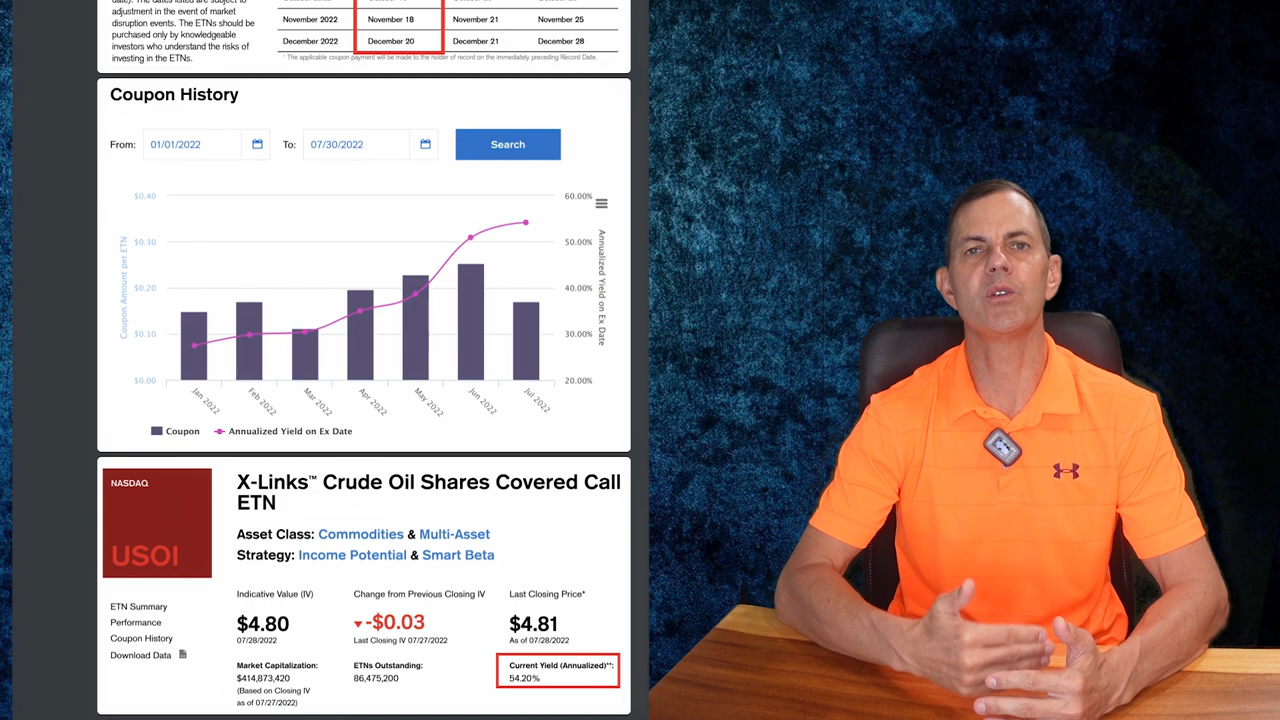 adjustment in the event of market
disruption events. The ETNs should be
purchased only by knowledgeable
investors who understand the risks of
investing in the ETNs.
November 2022 November 18 November 21 November 25
December 2022 December 20 December 21 December 28
¹ The applicable coupon payment will be made to the holder of record on the immediately preceding Record Date.
Coupon History
From: 01/01/2022 To: 07/30/2022 Search
$0.40 60.00%
$0.30 50.00%
$0.20 40.00%
$0.10 30.00%
$0.00 20.00%
Coupon Amount per ETN
Annualized Yield on Ex Date
Jan 2022 Feb 2022 Mar 2022 Apr 2022 May 2022 Jun 2022 Jul 2022
Coupon Annualized Yield on Ex Date
NASDAQ
USOI
X-Links™ Crude Oil Shares Covered Call
ETN
Asset Class: Commodities & Multi-Asset
Strategy: Income Potential & Smart Beta
ETN Summary
Performance
Coupon History
Download Data
Indicative Value (IV) Change from Previous Closing IV Last Closing Price*
$4.80 -$0.03 $4.81
07/28/2022 Last Closing IV 07/27/2022 As of 07/28/2022
Market Capitalization: ETNs Outstanding: Current Yield (Annualized)**:
$414,873,420 86,475,200 54.20%
(Based on Closing IV
as of 07/27/2022)